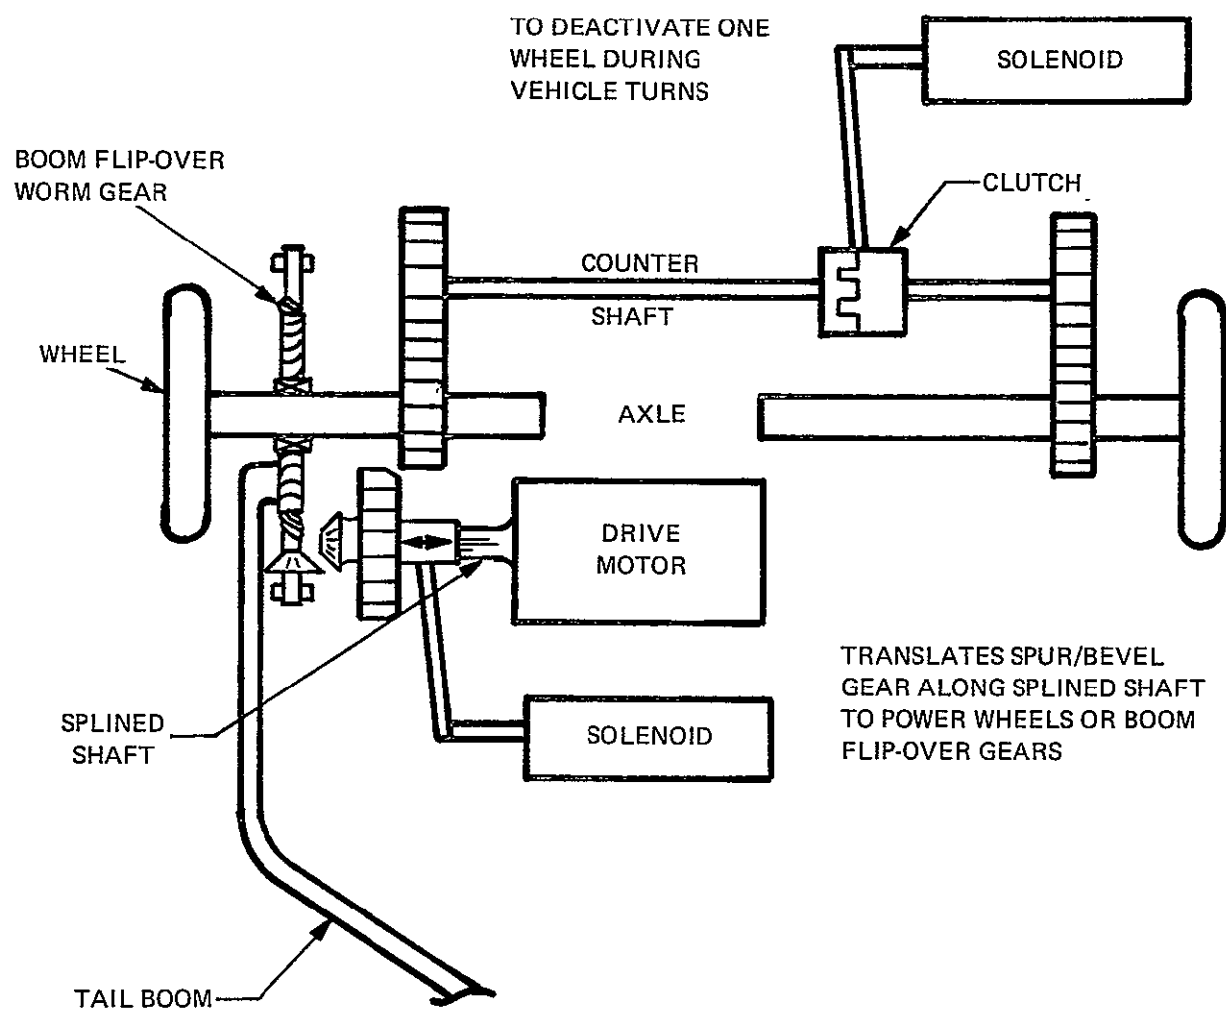 TO DEACTIVATE ONE
WHEEL DURING
VEHICLE TURNS
SOLENOID
BOOM FLIP-OVER
WORM GEAR
CLUTCH
COUNTER
SHAFT
WHEEL
AXLE
DRIVE
MOTOR
TRANSLATES SPUR/BEVEL
GEAR ALONG SPLINED SHAFT
TO POWER WHEELS OR BOOM
FLIP-OVER GEARS
SPLINED
SHAFT
SOLENOID
TAIL BOOM